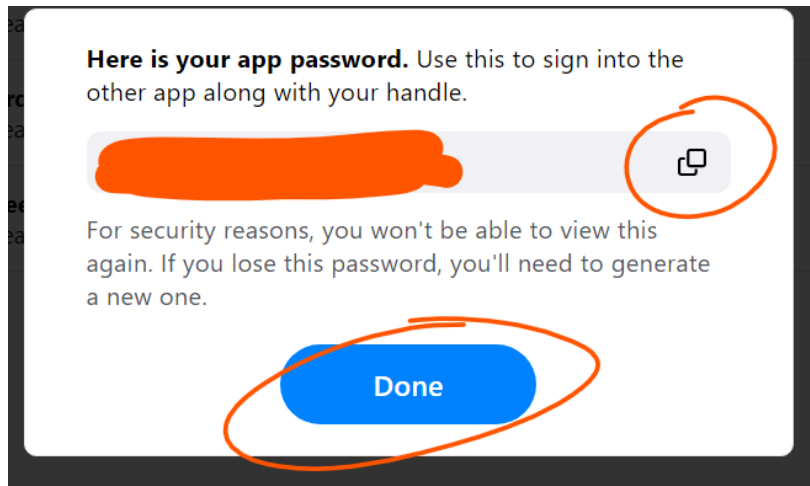 Here is your app password. Use this to sign into the
other app along with your handle.
For security reasons, you won't be able to view this
again. If you lose this password, you'll need to generate
a new one.
Done